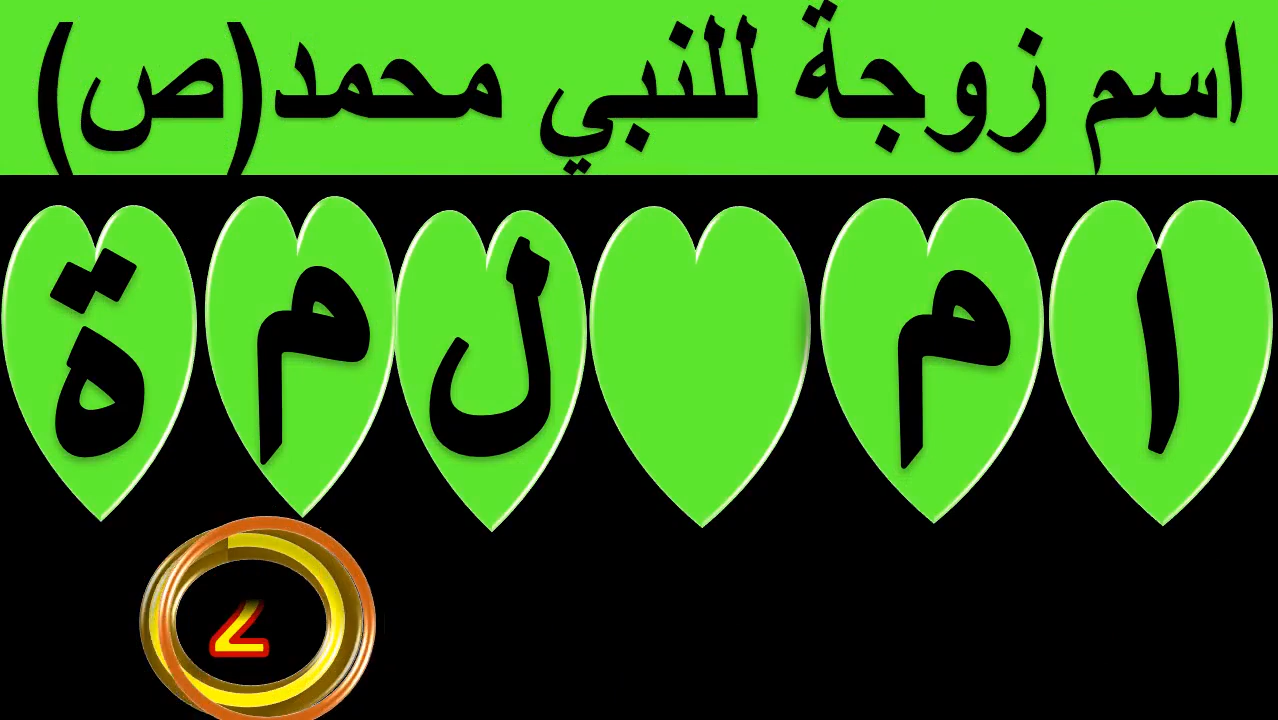 اسم زوجة للنبي محمد(ص)
ا م ل م ة